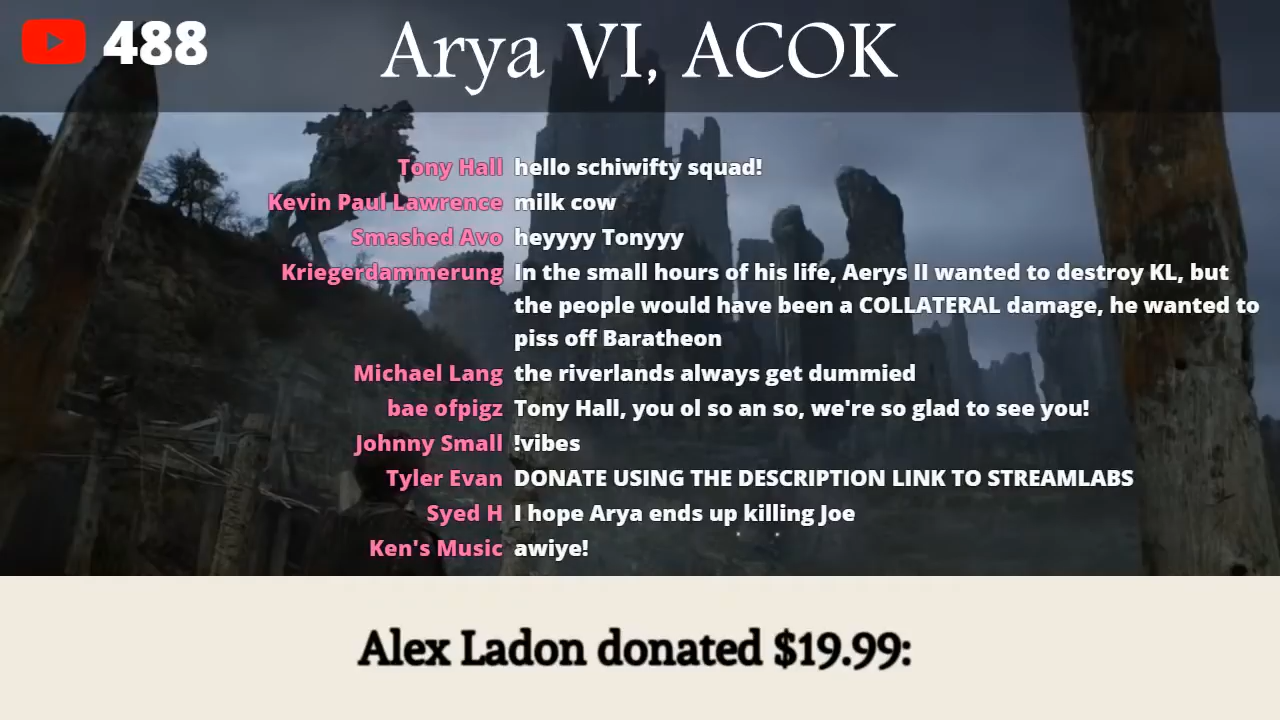 488
Arya VI, ACOK
Tony Hall hello schiwifty squad!
Kevin Paul Lawrence milk cow
Smashed Avo heyyyy Tonyyy
Kriegerdammerung In the small hours of his life, Aerys II wanted to destroy KL, but
the people would have been a COLLATERAL damage, he wanted to
piss off Baratheon
Michael Lang the riverlands always get dummied
bae ofpigz Tony Hall, you ol so an so, we're so glad to see you!
Johnny Small !vibes
Tyler Evan DONATE USING THE DESCRIPTION LINK TO STREAMLABS
Syed H I hope Arya ends up killing Joe
Ken's Music awiye!
Alex Ladon donated $19.99: